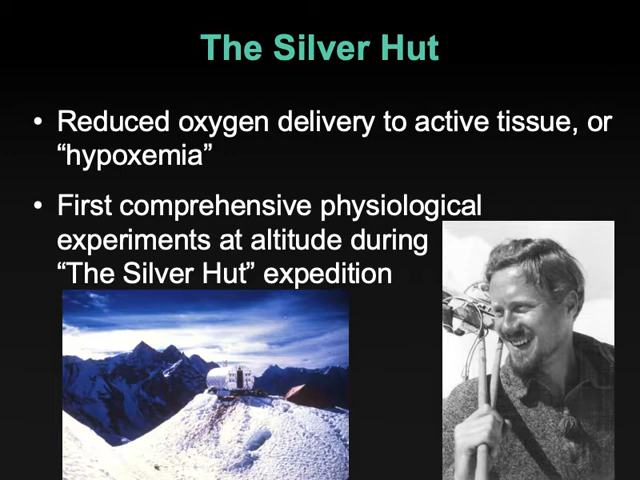 The Silver Hut
• Reduced oxygen delivery to active tissue, or
“hypoxemia”
• First comprehensive physiological
experiments at altitude during
“The Silver Hut” expedition